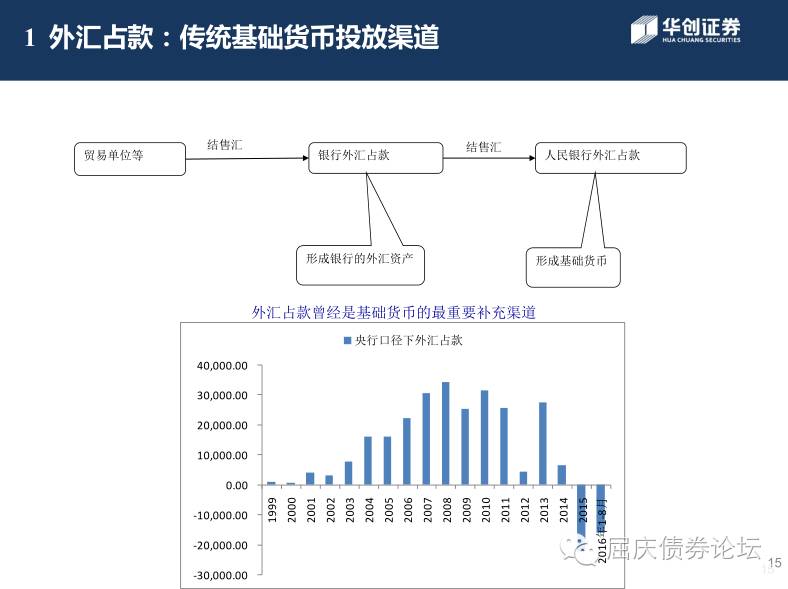 1 外汇占款：传统基础货币投放渠道
华创证券
HUA CHUANG SECURITIES
贸易单位等
结售汇
银行外汇占款
结售汇
人民银行外汇占款
形成银行的外汇资产
形成基础货币
外汇占款曾经是基础货币的最重要补充渠道
央行口径下外汇占款
40,000.00
30,000.00
20,000.00
10,000.00
0.00
-10,000.00
-20,000.00
-30,000.00
1999
2000
2001
2002
2003
2004
2005
2006
2007
2008
2009
2010
2011
2012
2013
2014
2015
2016年1-8月
屈庆债券论坛
15
15